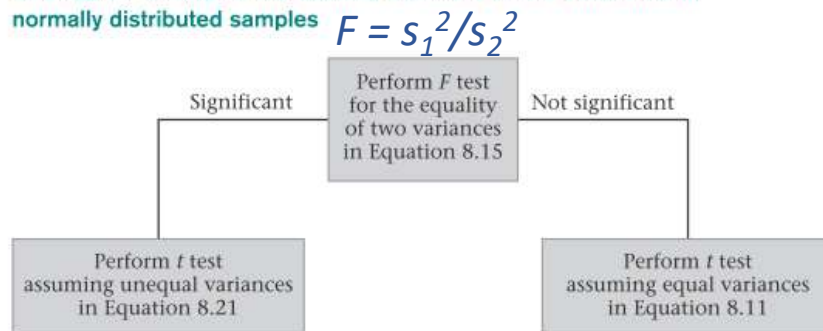 normally distributed samples
F = s₁²/s₂²
Perform F test
for the equality
of two variances
in Equation 8.15
Significant
Not significant
Perform t test
assuming unequal variances
in Equation 8.21
Perform t test
assuming equal variances
in Equation 8.11